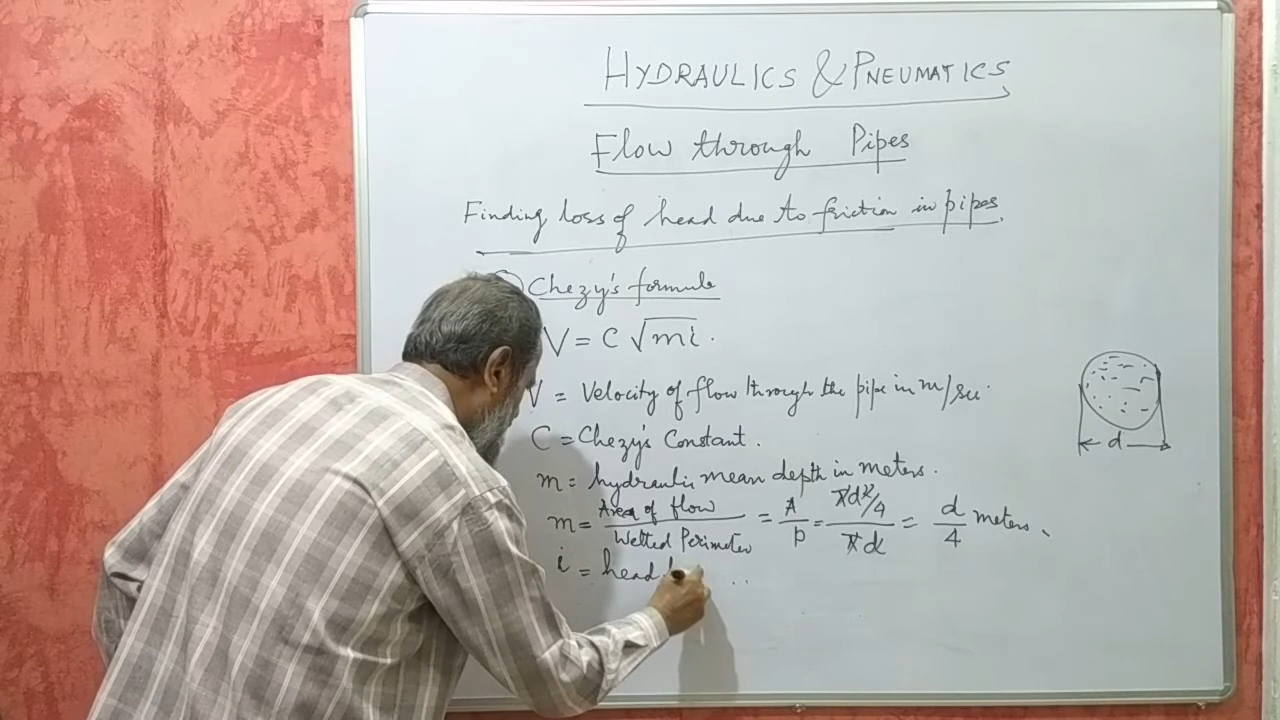 HYDRAULICS & PNEUMATICS
Flow through Pipes
Finding loss of head due to friction in pipes
Chezy's formula
V = C √mi.
V = Velocity of flow through the pipe in m/sec.
C = Chezy's Constant.
m = hydraulic mean depth in meters.
m = Area of flow / Wetted Perimeter = A/P = πd²/4 / πd = d/4 meters.
i = head
d